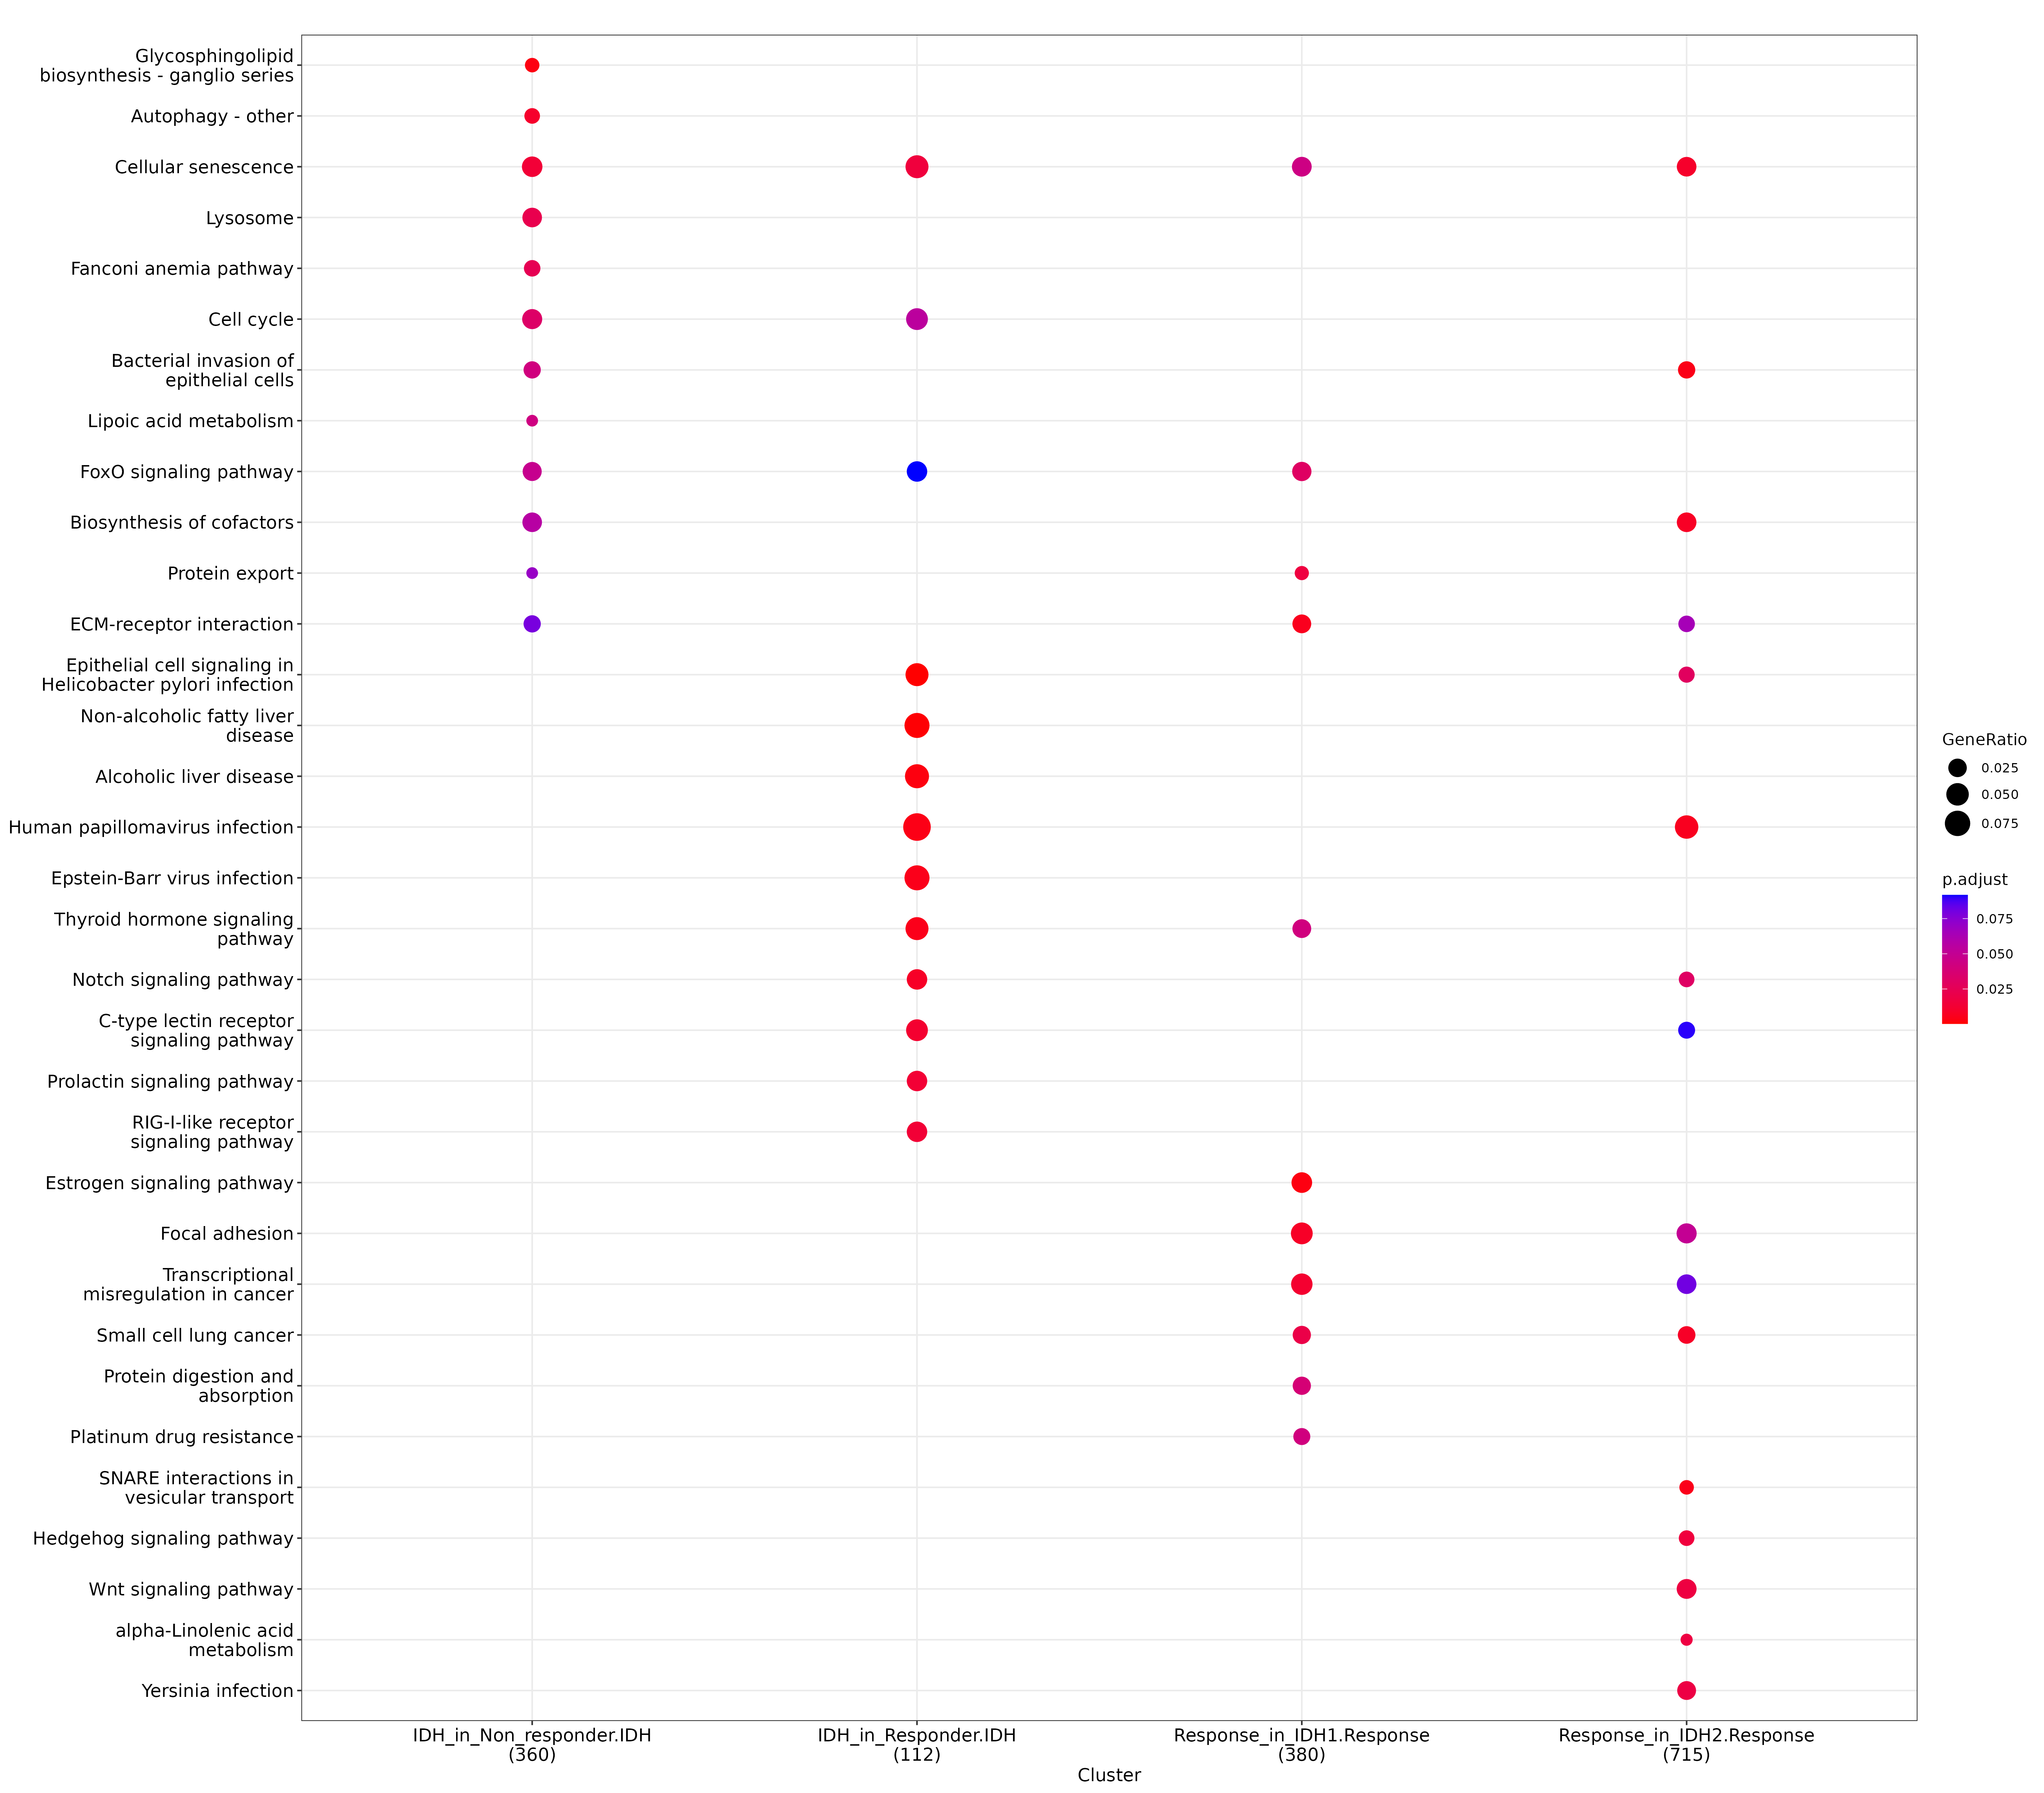 Glycosphingolipid
biosynthesis - ganglio series
Autophagy - other
Cellular senescence
Lysosome
Fanconi anemia pathway
Cell cycle
Bacterial invasion of
epithelial cells
Lipoic acid metabolism
FoxO signaling pathway
Biosynthesis of cofactors
Protein export
ECM-receptor interaction
Epithelial cell signaling in
Helicobacter pylori infection
Non-alcoholic fatty liver
disease
Alcoholic liver disease
Human papillomavirus infection
Epstein-Barr virus infection
Thyroid hormone signaling
pathway
Notch signaling pathway
C-type lectin receptor
signaling pathway
Prolactin signaling pathway
RIG-I-like receptor
signaling pathway
Estrogen signaling pathway
Focal adhesion
Transcriptional
misregulation in cancer
Small cell lung cancer
Protein digestion and
absorption
Platinum drug resistance
SNARE interactions in
vesicular transport
Hedgehog signaling pathway
Wnt signaling pathway
alpha-Linolenic acid
metabolism
Yersinia infection
IDH_in_Non_responder.IDH
(360)
IDH_in_Responder.IDH
(112)
Response_in_IDH1.Response
(380)
Response_in_IDH2.Response
(715)
Cluster
GeneRatio
0.025
0.050
0.075
p.adjust
0.075
0.050
0.025